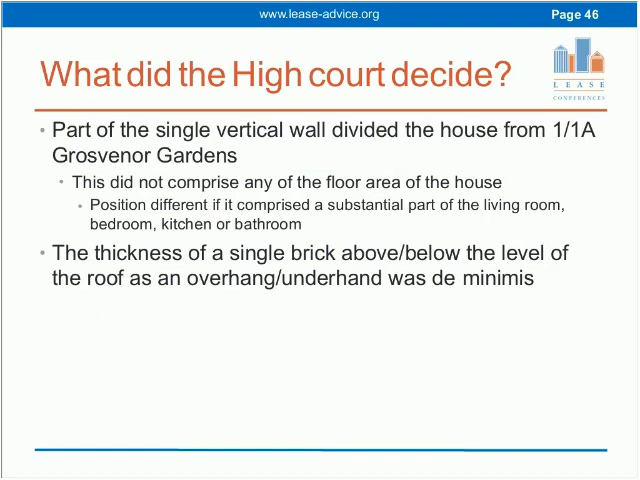 www.lease-advice.org
Page 46
What did the High court decide?
L E A S E
CONFERENCES
• Part of the single vertical wall divided the house from 1/1A
Grosvenor Gardens
• This did not comprise any of the floor area of the house
• Position different if it comprised a substantial part of the living room,
bedroom, kitchen or bathroom
• The thickness of a single brick above/below the level of
the roof as an overhang/underhand was de minimis